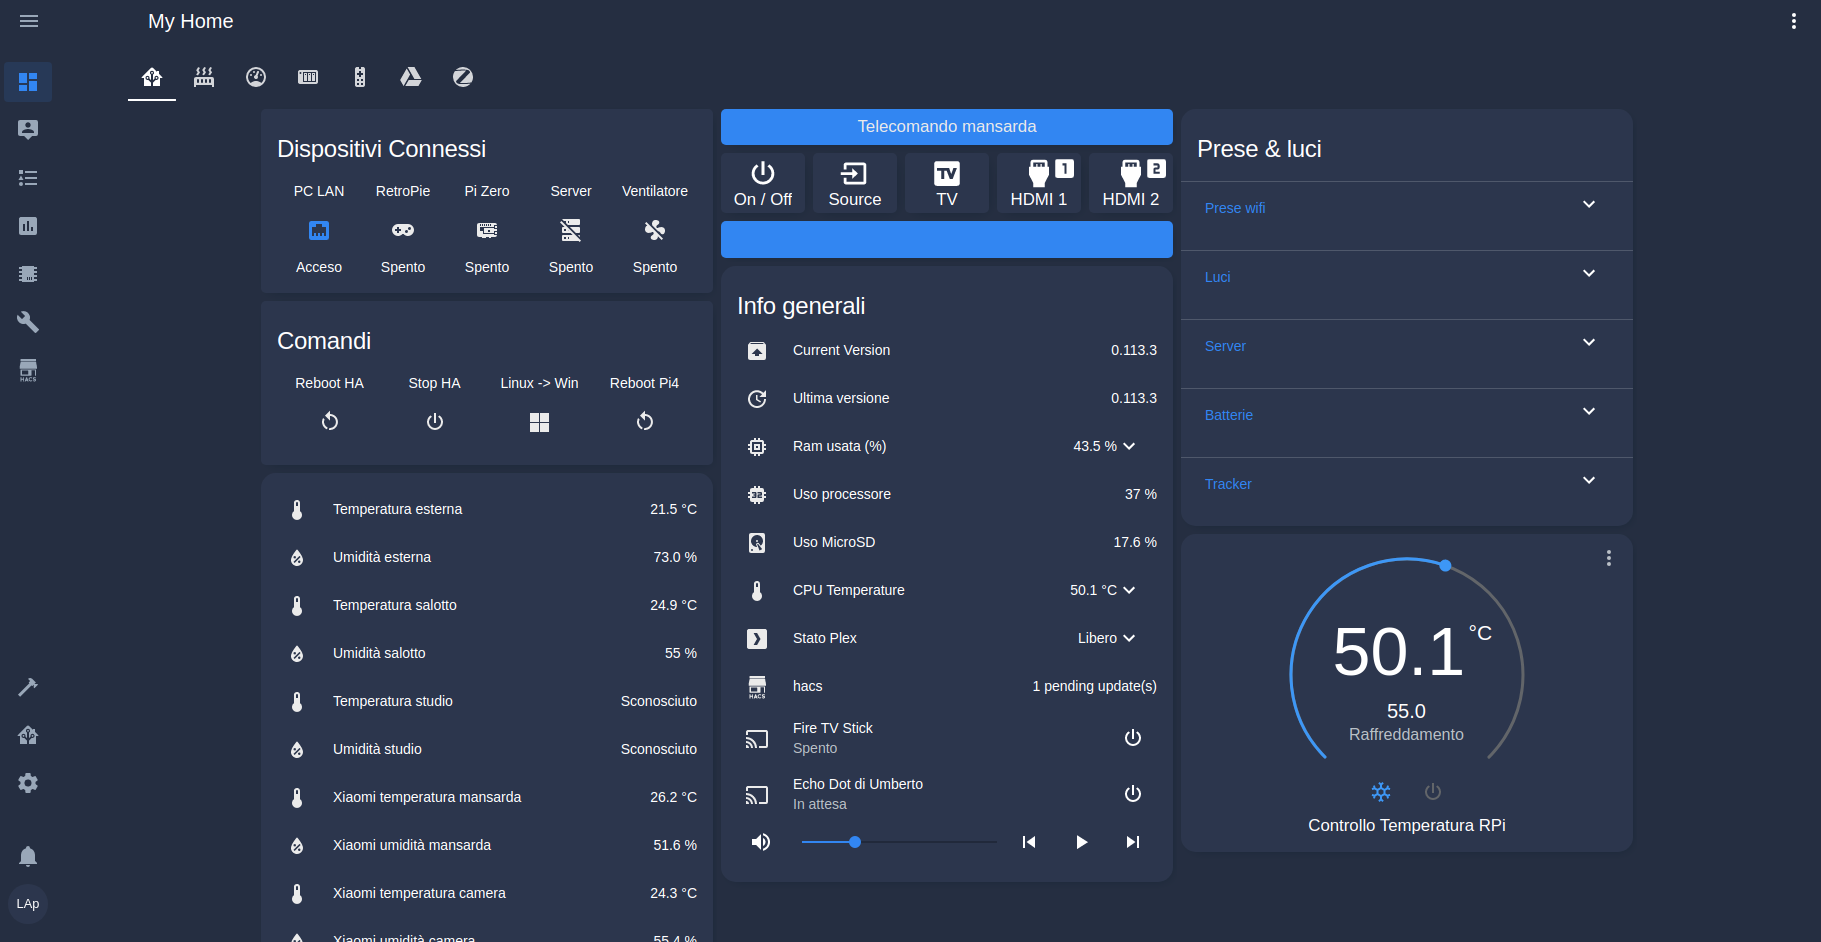 My Home
Dispositivi Connessi
PC LAN RetroPie Pi Zero Server Ventilatore
Acceso Spento Spento Spento Spento
Comandi
Reboot HA Stop HA Linux -> Win Reboot Pi4
Temperatura esterna 21.5 °C
Umidità esterna 73.0 %
Temperatura salotto 24.9 °C
Umidità salotto 55 %
Temperatura studio Sconosciuto
Umidità studio Sconosciuto
Xiaomi temperatura mansarda 26.2 °C
Xiaomi umidità mansarda 51.6 %
Xiaomi temperatura camera 24.3 °C
Xiaomi umidità camera 55.4 %
Telecomando mansarda
TV 1 2
On / Off Source TV HDMI 1 HDMI 2
Info generali
Current Version 0.113.3
Ultima versione 0.113.3
Ram usata (%) 43.5 %
32
Uso processore 37 %
Uso MicroSD 17.6 %
CPU Temperature 50.1 °C
Stato Plex Libero
hacs 1 pending update(s)
HACS
Fire TV Stick
Spento
Echo Dot di Umberto
In attesa
Prese & luci
Prese wifi
Luci
Server
Batterie
Tracker
50.1 °C
55.0
Raffreddamento
Controllo Temperatura RPi
HACS
LAp